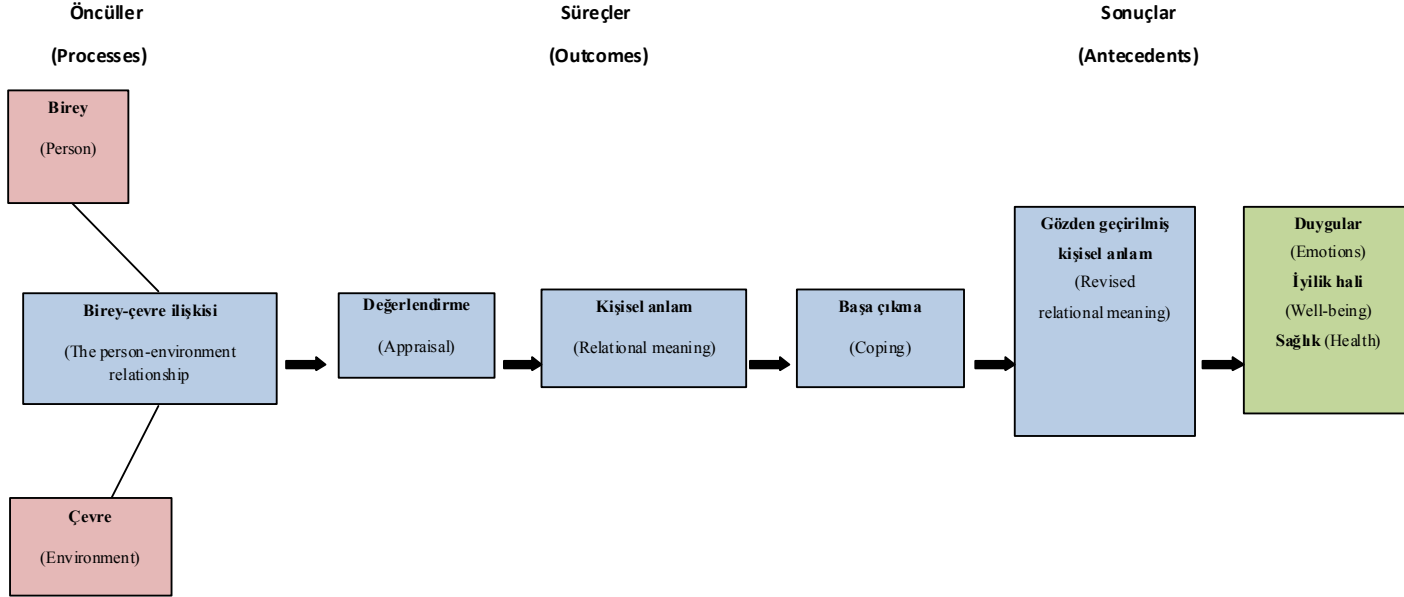 Öncüller
(Processes)
Süreçler
(Outcomes)
Sonuçlar
(Antecedents)
Birey
(Person)
Birey-çevre ilişkisi
(The person-environment
relationship
Çevre
(Environment)
Değerlendirme
(Appraisal)
Kişisel anlam
(Relational meaning)
Başa çıkma
(Coping)
Gözden geçirilmiş
kişisel anlam
(Revised
relational meaning)
Duygular
(Emotions)
İyilik hali
(Well-being)
Sağlık (Health)